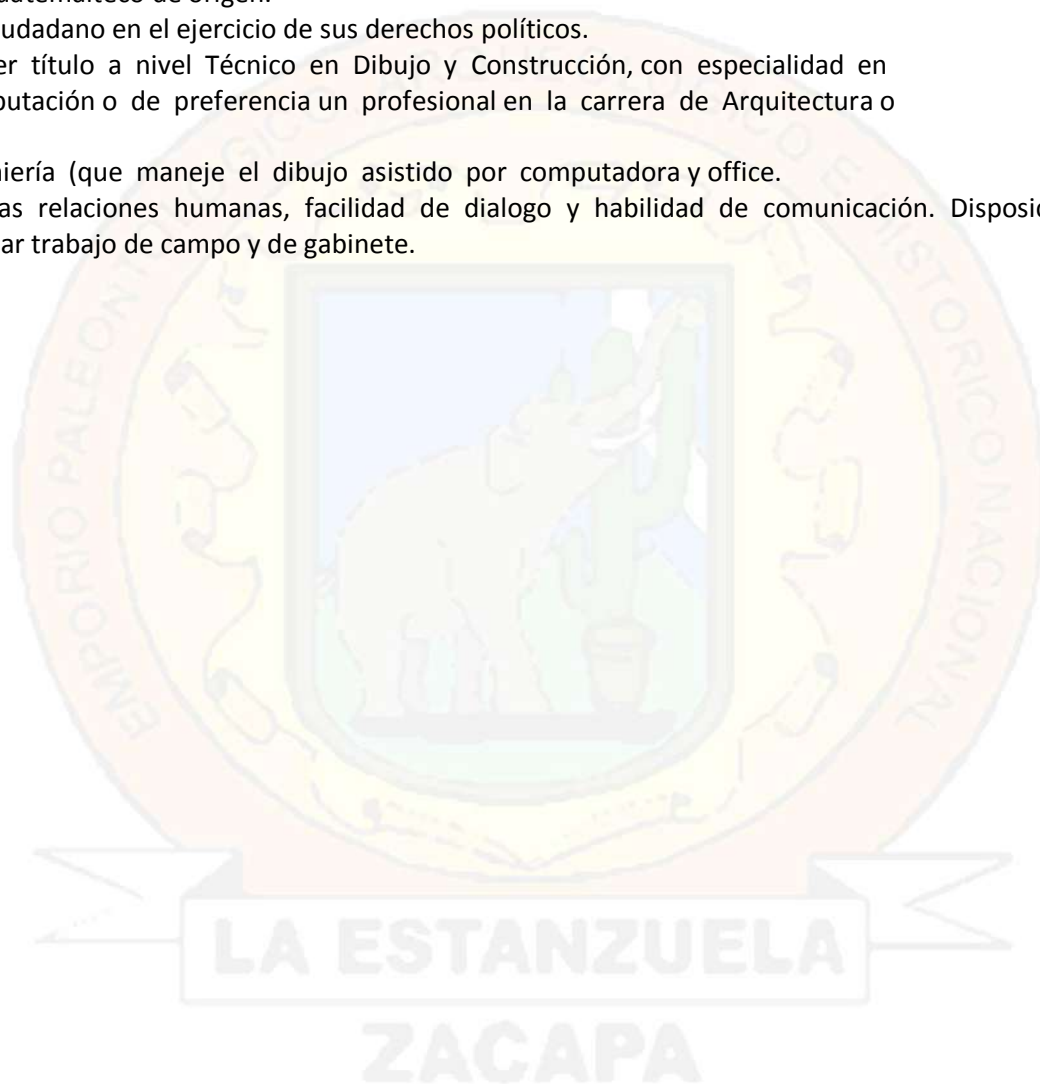 udadano en el ejercicio de sus derechos políticos.
er título a nivel Técnico en Dibujo y Construcción, con especialidad en
putación o de preferencia un profesional en la carrera de Arquitectura o
niería (que maneje el dibujo asistido por computadora y office.
as relaciones humanas, facilidad de dialogo y habilidad de comunicación. Disposic
ar trabajo de campo y de gabinete.
EMPORIO PALEONTOLOGICO ARQUEOLOGICO E HISTORICO NACIONAL
LA ESTANZUELA
ZACAPA